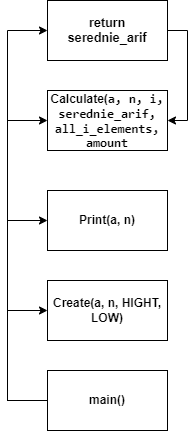 return
serednie_arif
Calculate(a, n, i,
serednie_arif,
all_i_elements,
amount
Print(a, n)
Create(a, n, HIGHT,
LOW)
main()